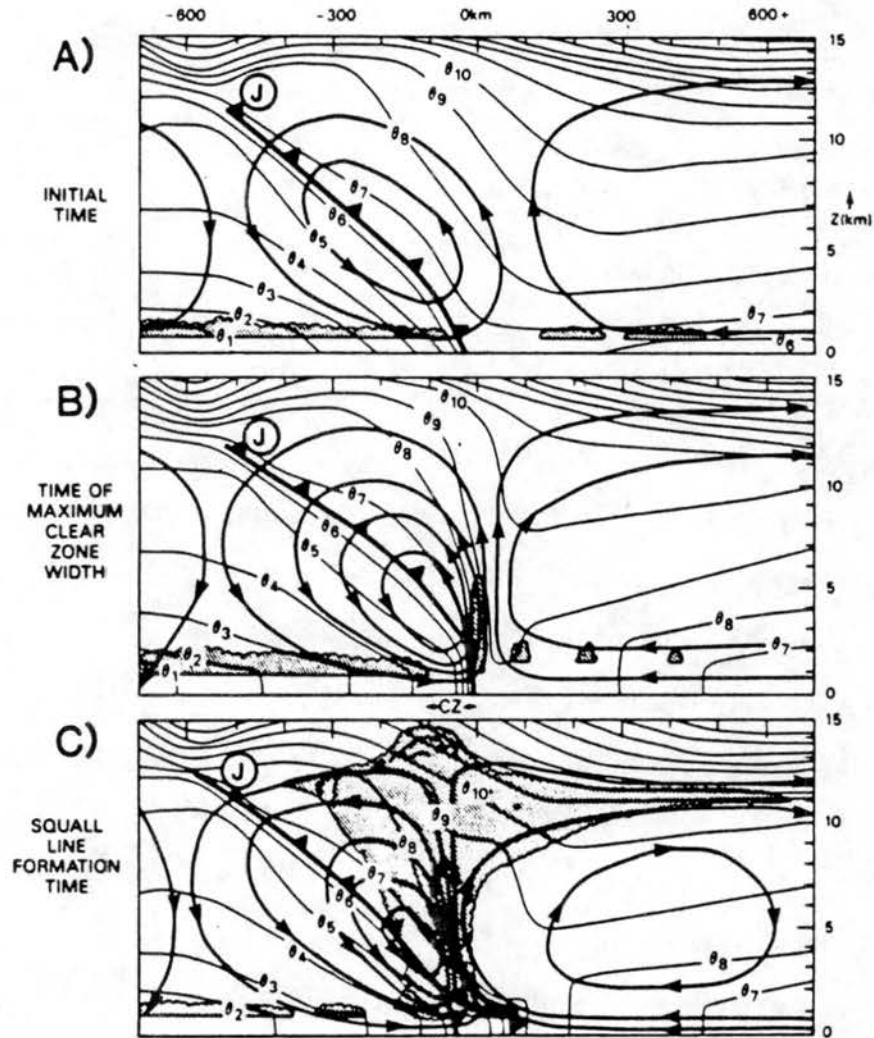 -600 -300 0km 300 600+
A)
15
J
θ10
θ9
θ8
10
θ7
INITIAL
TIME
θ6
Z(km)
θ5
5
θ4
θ3
θ2
θ7
θ1
θ6
0
B)
15
J
θ10
θ9
θ8
10
TIME OF
MAXIMUM
CLEAR
ZONE
WIDTH
θ7
θ6
θ5
5
θ4
θ3
θ8
θ2
θ7
θ1
0
CZ
C)
15
J
θ10
θ9
10
SQUALL
LINE
FORMATION
TIME
θ8
θ7
θ6
θ5
5
θ4
θ8
θ3
θ7
θ2
0